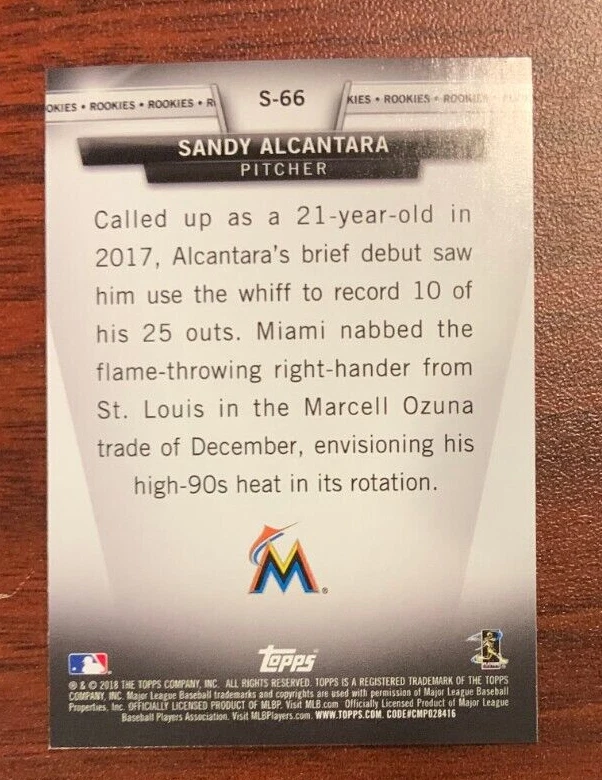 OKIES • ROOKIES • ROOKIES • R S-66 KIES • ROOKIES • ROOKIES •
SANDY ALCANTARA
PITCHER
Called up as a 21-year-old in
2017, Alcantara's brief debut saw
him use the whiff to record 10 of
his 25 outs. Miami nabbed the
flame-throwing right-hander from
St. Louis in the Marcell Ozuna
trade of December, envisioning his
high-90s heat in its rotation.
M
Topps
® & © 2018 THE TOPPS COMPANY, INC. ALL RIGHTS RESERVED. TOPPS IS A REGISTERED TRADEMARK OF THE TOPPS
COMPANY, INC. Major League Baseball trademarks and copyrights are used with permission of Major League Baseball
Properties, Inc. OFFICIALLY LICENSED PRODUCT OF MLBP. Visit MLB.com Officially Licensed Product of Major League
Baseball Players Association. Visit MLBPlayers.com. WWW.TOPPS.COM. CODE#CMP028416